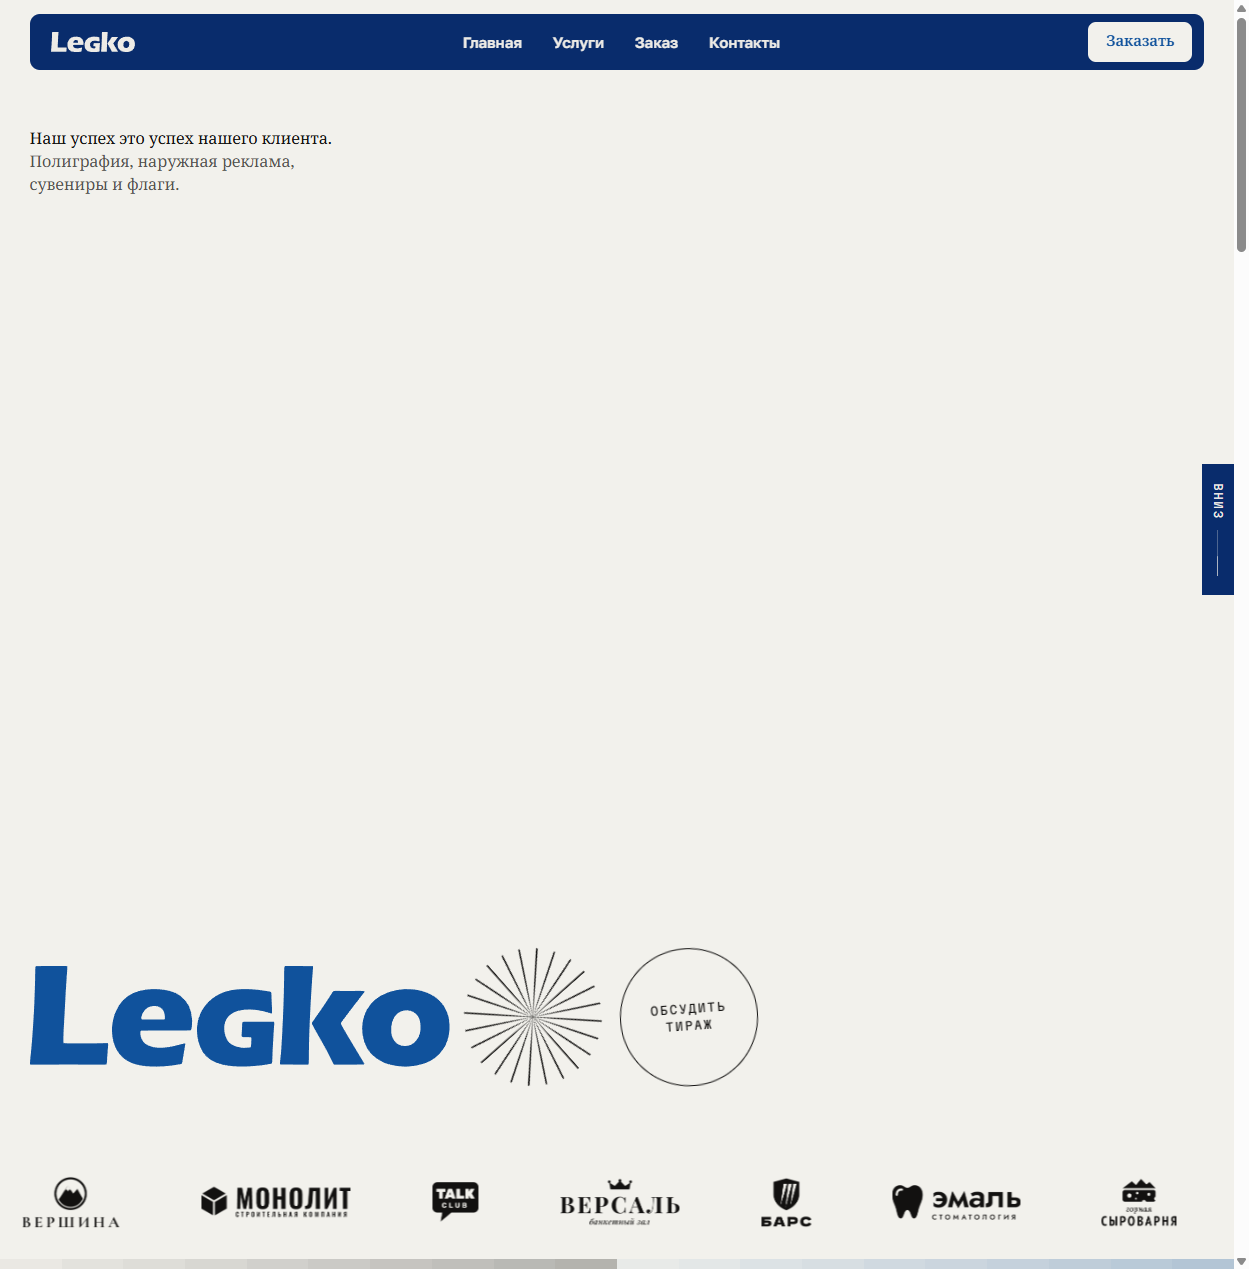 Legko
Главная Услуги Заказ Контакты
Заказать
Наш успех это успех нашего клиента.
Полиграфия, наружная реклама,
сувениры и флаги.
ВНИЗ
Legko
ОБСУДИТЬ
ТИРАЖ
ВЕРШИНА
МОНОЛИТ
СТРОИТЕЛЬНАЯ КОМПАНИЯ
TALK
CLUB
ВЕРСАЛЬ
банкетный зал
БАРС
эмаль
СТОМАТОЛОГИЯ
горная
СЫРОВАРНЯ